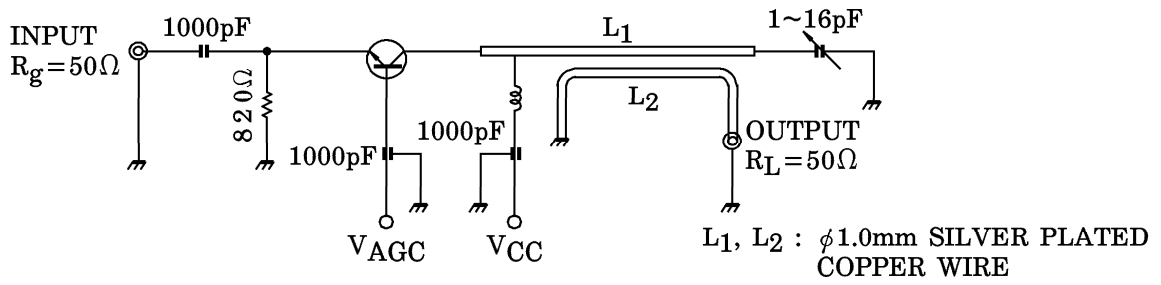 INPUT
Rg=50Ω
1000pF
820Ω
1000pF
VAGC
1000pF
VCC
L1
L2
1~16pF
OUTPUT
RL=50Ω
L1, L2 : φ1.0mm SILVER PLATED
COPPER WIRE